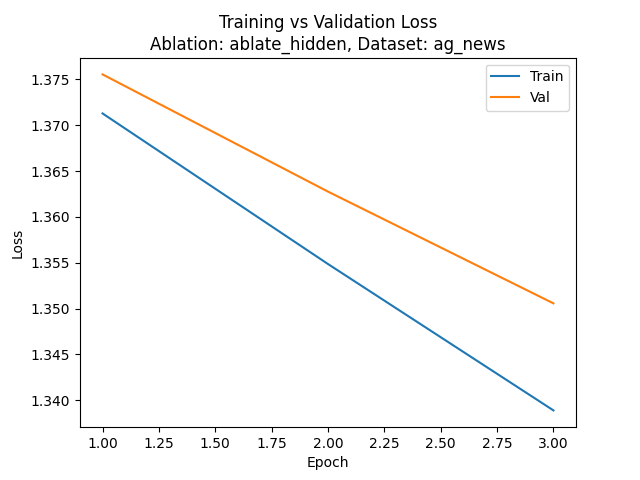 Training vs Validation Loss
Ablation: ablate_hidden, Dataset: ag_news
Train
Val
1.375
1.370
1.365
1.360
1.355
1.350
1.345
1.340
Loss
1.00 1.25 1.50 1.75 2.00 2.25 2.50 2.75 3.00
Epoch